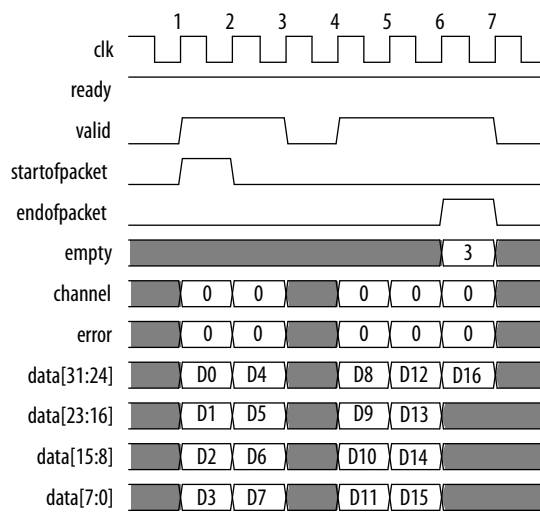 1 2 3 4 5 6 7
clk
ready
valid
startofpacket
endofpacket
empty 3
channel 0 0 0 0 0
error 0 0 0 0 0
data[31:24] D0 D4 D8 D12 D16
data[23:16] D1 D5 D9 D13
data[15:8] D2 D6 D10 D14
data[7:0] D3 D7 D11 D15